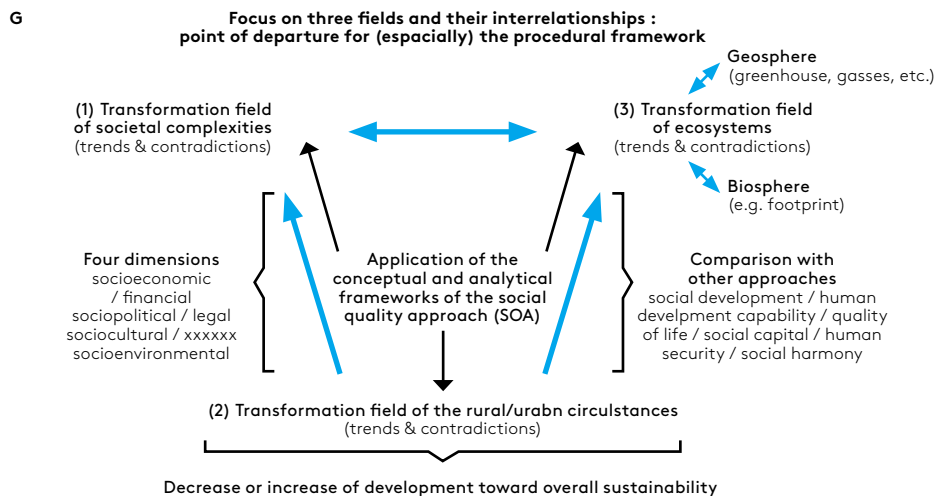 G
Focus on three fields and their interrelationships :
point of departure for (espacially) the procedural framework
Geosphere
(greenhouse, gasses, etc.)
(1) Transformation field
of societal complexities
(trends & contradictions)
(3) Transformation field
of ecosystems
(trends & contradictions)
Biosphere
(e.g. footprint)
Four dimensions
socioeconomic
/ financial
sociopolitical / legal
sociocultural / xxxxxx
socioenvironmental
Application of the
conceptual and analytical
frameworks of the social
quality approach (SOA)
Comparison with
other approaches
social development / human
develpment capability / quality
of life / social capital / human
security / social harmony
(2) Transformation field of the rural/urabn circulstances
(trends & contradictions)
Decrease or increase of development toward overall sustainability